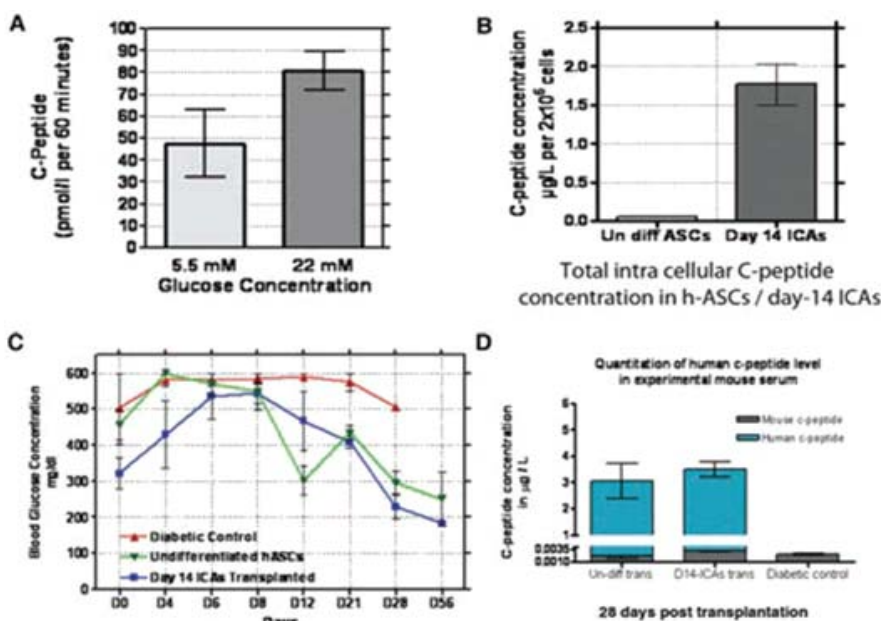 A
C-Peptide
(pmol/l per 60 minutes)
100
90
80
70
60
50
40
30
20
10
0
5.5 mM
22 mM
Glucose Concentration
B
C-peptide concentration
µg/L per 2x10⁶ cells
2.5
2.0
1.5
1.0
0.5
0.0
Un diff ASCs
Day 14 ICAs
Total intra cellular C-peptide
concentration in h-ASCs / day-14 ICAs
C
Blood Glucose Concentration
mg/dl
600
500
400
300
200
100
0
Diabetic Control
Undifferentiated hASCs
Day 14 ICAs Transplanted
D0 D4 D6 D8 D12 D21 D28 D56
D
Quantitation of human c-peptide level
in experimental mouse serum
C-peptide concentration
in µg / L
Mouse c-peptide
Human c-peptide
6
5
4
3
2
1
0.0035
0.0010
Un-diff trans
D14-ICAs trans
Diabetic control
28 days post transplantation